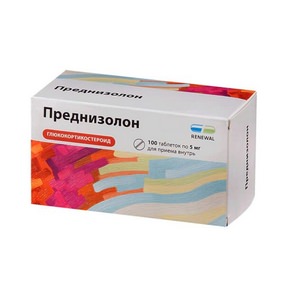 Преднизолон
ГЛЮКОКОРТИКОСТЕРОИД
RENEWAL
100 таблеток по 5 мг
для приема внутрь